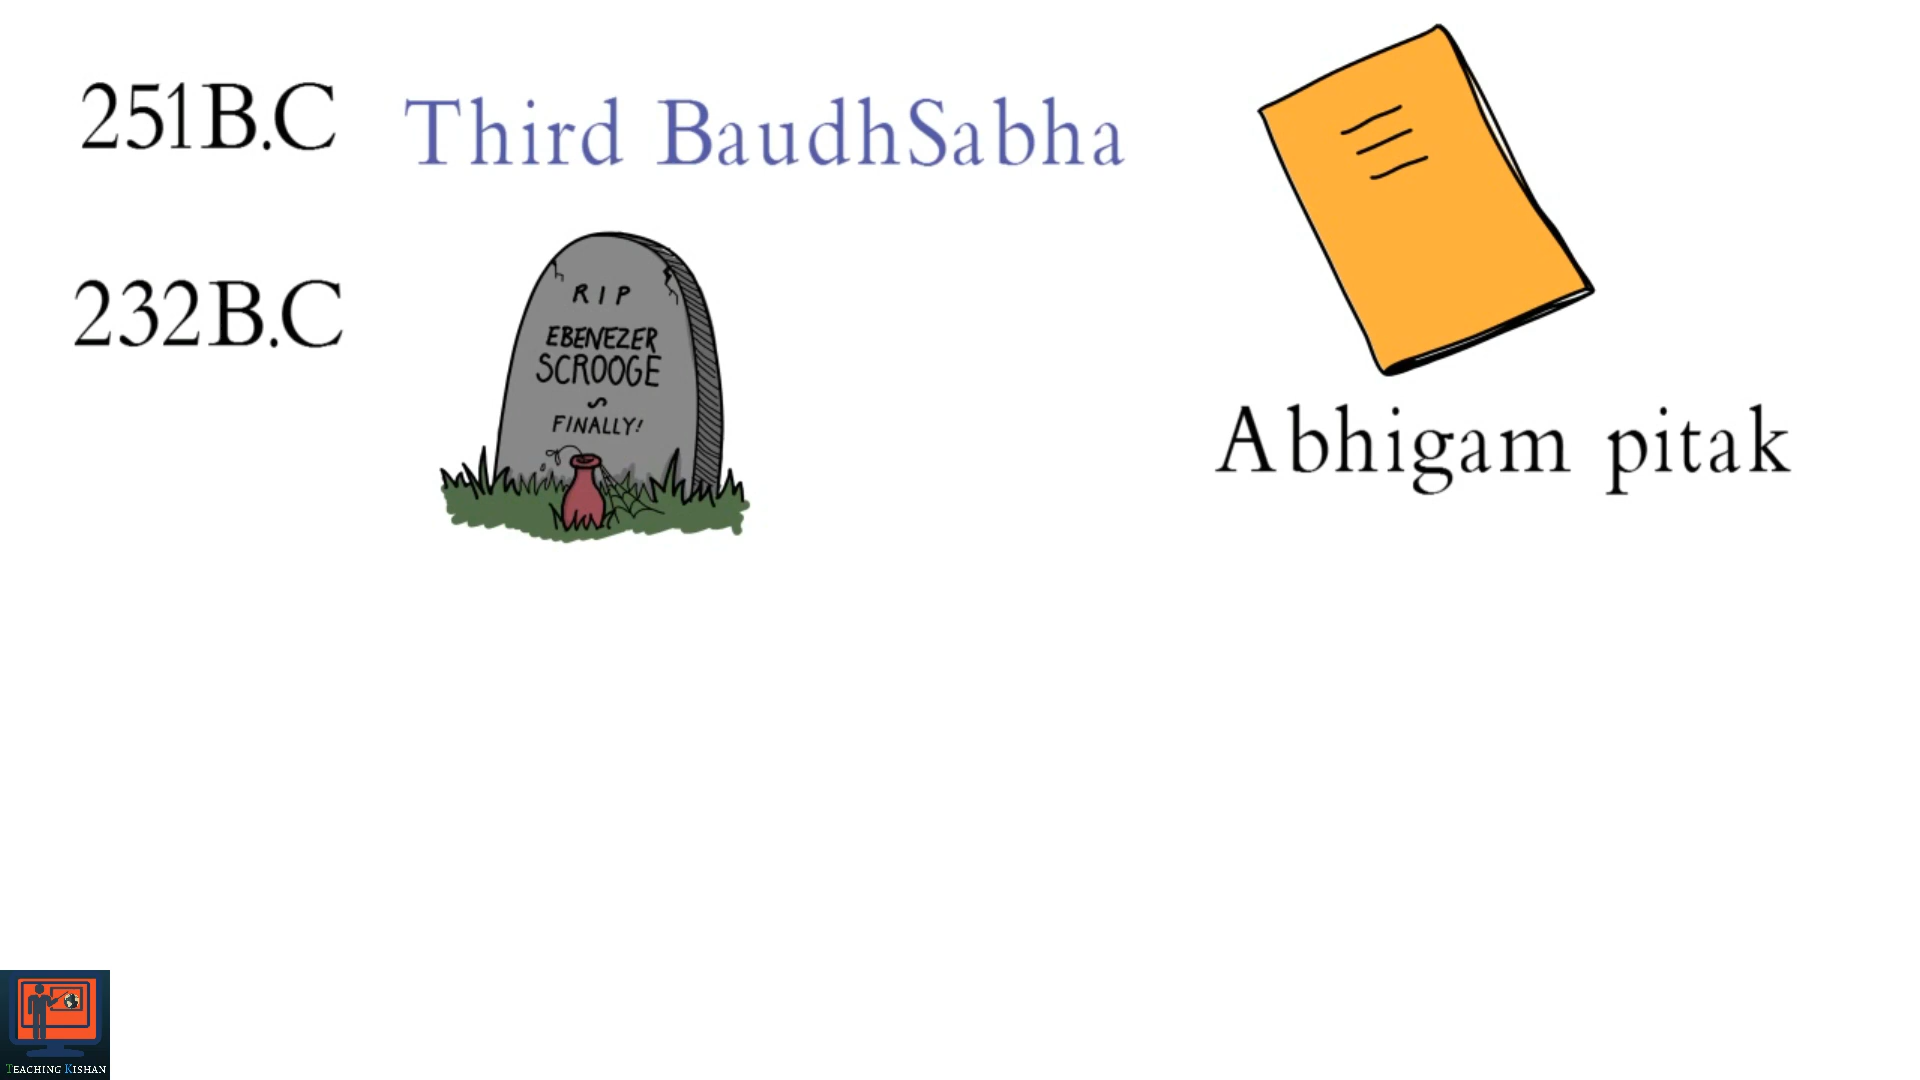 251B.C
Third BaudhSabha
232B.C
RIP
EBENEZER
SCROOGE
FINALLY!
Abhigam pitak
TEACHING KISHAN